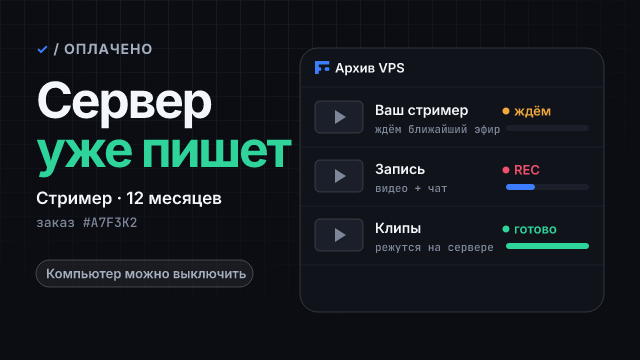 ✓ / ОПЛАЧЕНО
Сервер
уже пишет
Стример · 12 месяцев
заказ #A7F3K2
Компьютер можно выключить
Архив VPS
Ваш стример
ждём
ждём ближайший эфир
Запись
REC
видео + чат
Клипы
готово
режутся на сервере